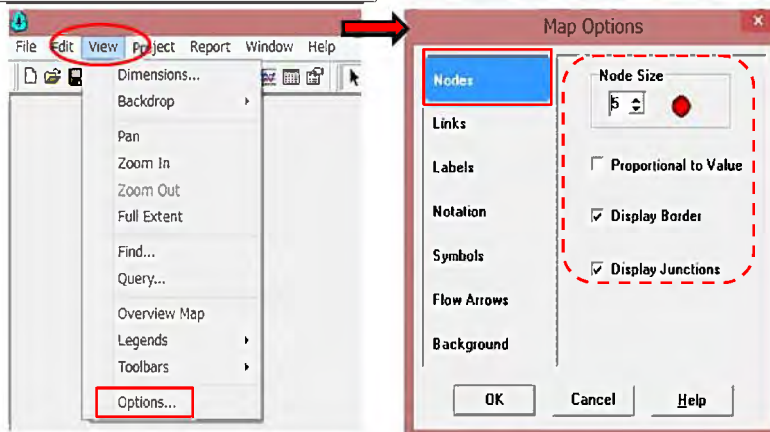 File Edit View Project Report Window Help
Dimensions...
Backdrop
Pan
Zoom In
Zoom Out
Full Extent
Find...
Query...
Overview Map
Legends
Toolbars
Options...
Map Options
Nodes
Links
Labels
Notation
Symbols
Flow Arrows
Background
Node Size
5
Proportional to Value
Display Border
Display Junctions
OK Cancel Help